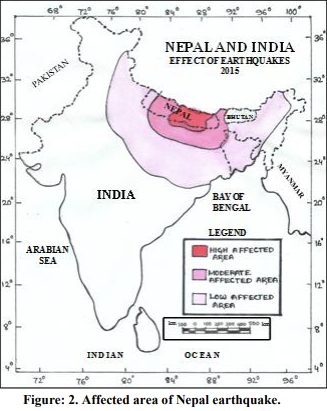 68° 72° 76° 80° 84° 88° 92° 96° 100°
NEPAL AND INDIA
EFFECT OF EARTHQUAKES
2015
36°
32°
28°
24°
20°
16°
12°
8°
4°
PAKISTAN
NEPAL
BHUTAN
MYANMAR
INDIA
BAY OF
BENGAL
ARABIAN
SEA
LEGEND
HIGH AFFECTED
AREA
MODERATE
AFFECTED AREA
LOW AFFECTED
AREA
INDIAN OCEAN
72° 76° 80° 84° 88° 92° 96°
Figure: 2. Affected area of Nepal earthquake.